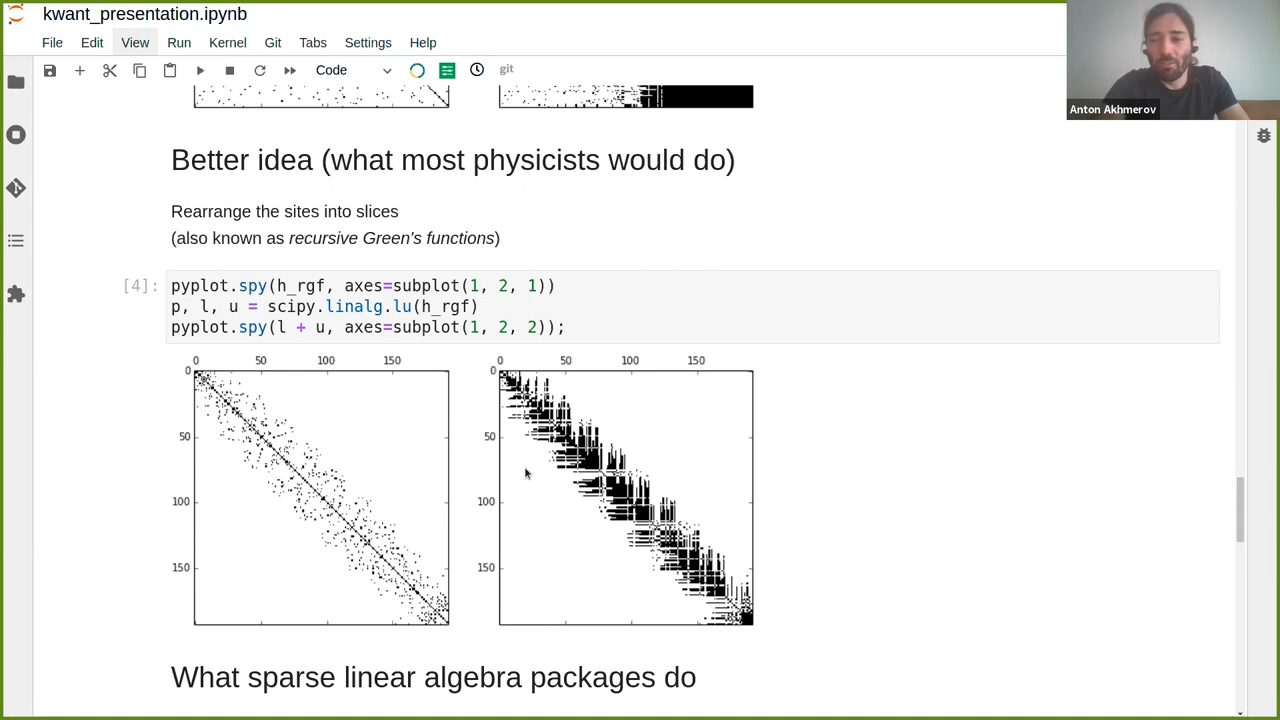 kwant_presentation.ipynb
File Edit View Run Kernel Git Tabs Settings Help
Code git
Anton Akhmerov
Better idea (what most physicists would do)
Rearrange the sites into slices
(also known as recursive Green's functions)
[4]: pyplot.spy(h_rgf, axes=subplot(1, 2, 1))
p, l, u = scipy.linalg.lu(h_rgf)
pyplot.spy(l + u, axes=subplot(1, 2, 2));
0 50 100 150 0 50 100 150
0 0
50 50
100 100
150 150
What sparse linear algebra packages do